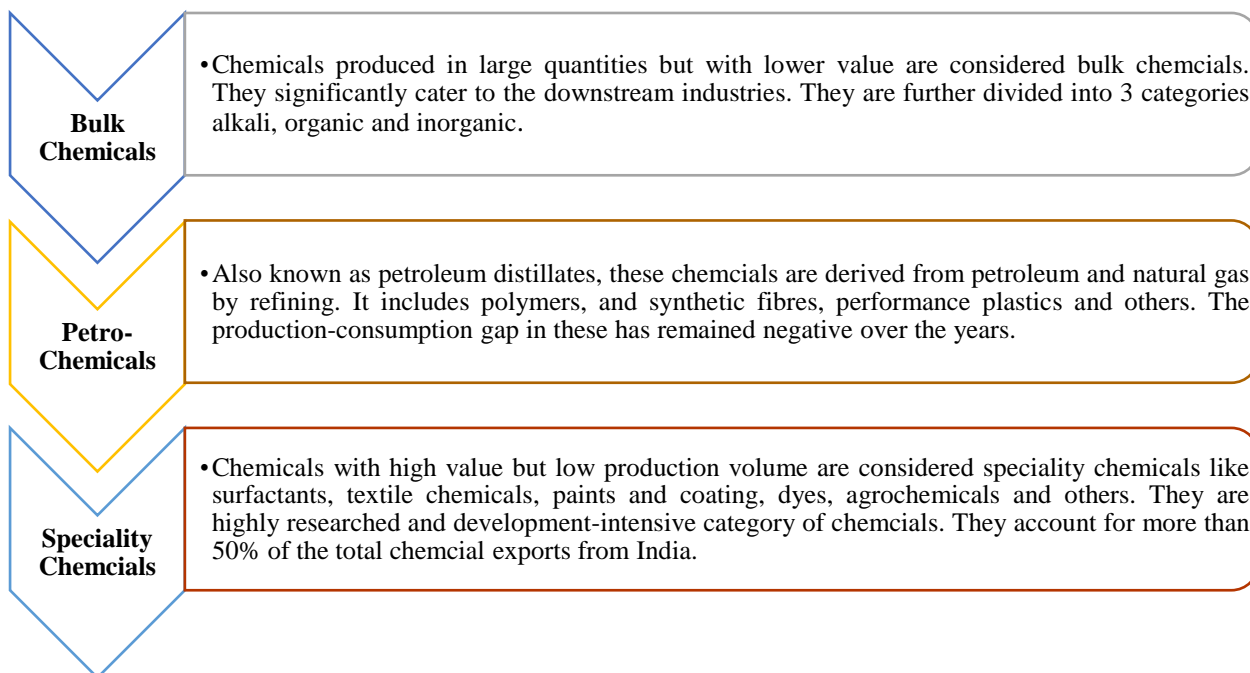 Bulk
Chemicals
•Chemicals produced in large quantities but with lower value are considered bulk chemcials.
They significantly cater to the downstream industries. They are further divided into 3 categories
alkali, organic and inorganic.
Petro-
Chemicals
•Also known as petroleum distillates, these chemcials are derived from petroleum and natural gas
by refining. It includes polymers, and synthetic fibres, performance plastics and others. The
production-consumption gap in these has remained negative over the years.
Speciality
Chemcials
•Chemicals with high value but low production volume are considered speciality chemicals like
surfactants, textile chemicals, paints and coating, dyes, agrochemicals and others. They are
highly researched and development-intensive category of chemcials. They account for more than
50% of the total chemcial exports from India.